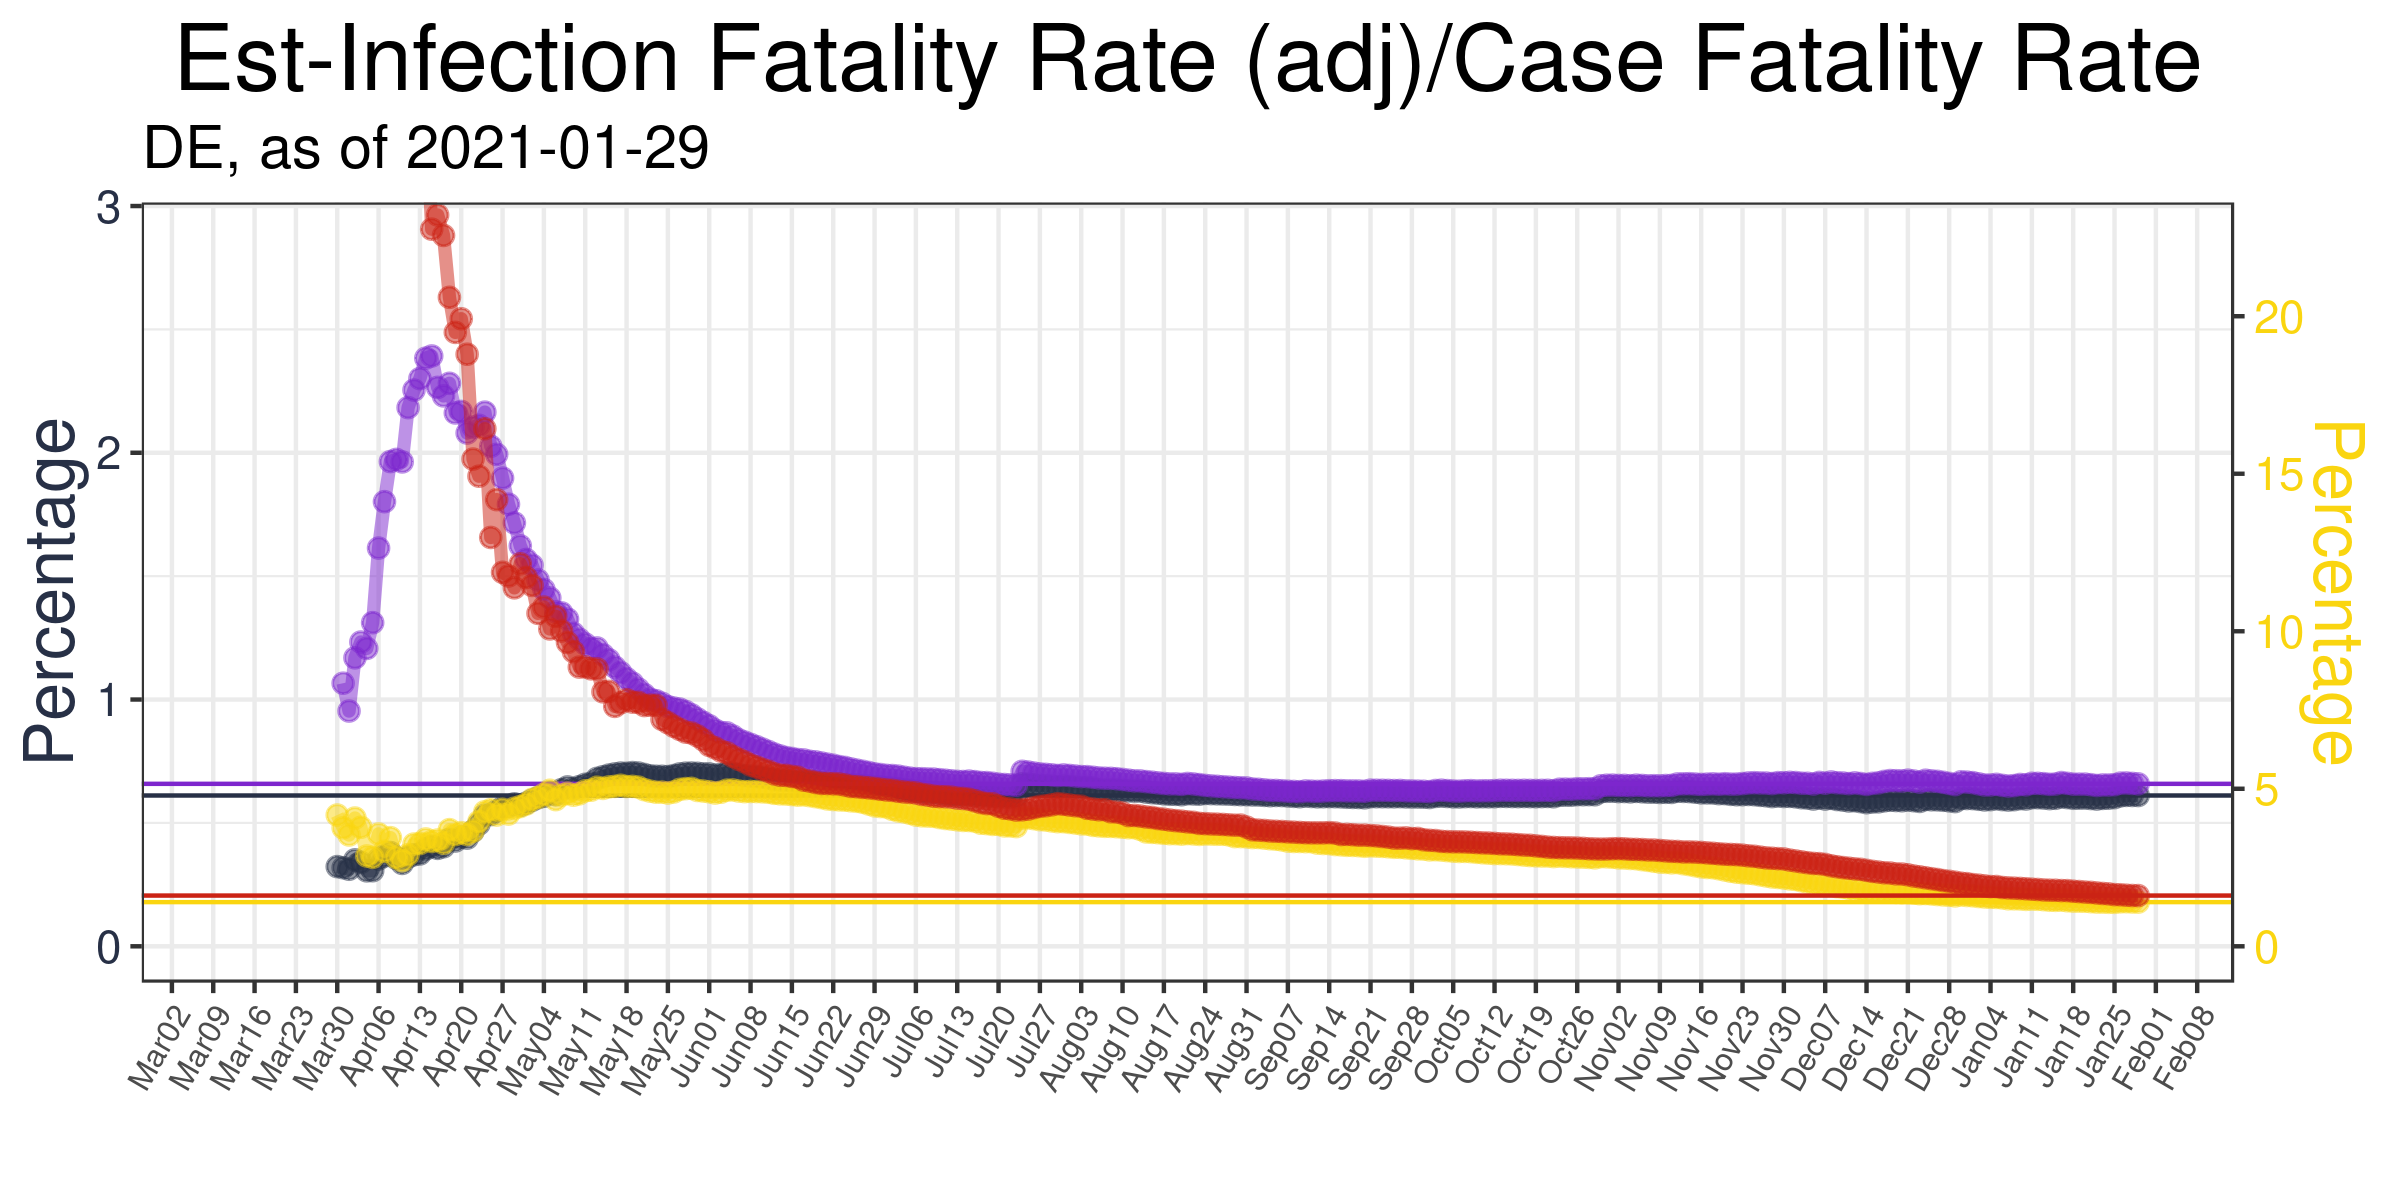 Est-Infection Fatality Rate (adj)/Case Fatality Rate
DE, as of 2021-01-29
Percentage
3
2
1
0
20
15
10
5
0
Percentage
Mar02 Mar09 Mar16 Mar23 Mar30 Apr06 Apr13 Apr20 Apr27 May04 May11 May18 May25 Jun01 Jun08 Jun15 Jun22 Jun29 Jul06 Jul13 Jul20 Jul27 Aug03 Aug10 Aug17 Aug24 Aug31 Sep07 Sep14 Sep21 Sep28 Oct05 Oct12 Oct19 Oct26 Nov02 Nov09 Nov16 Nov23 Nov30 Dec07 Dec14 Dec21 Dec28 Jan04 Jan11 Jan18 Jan25 Feb01 Feb08